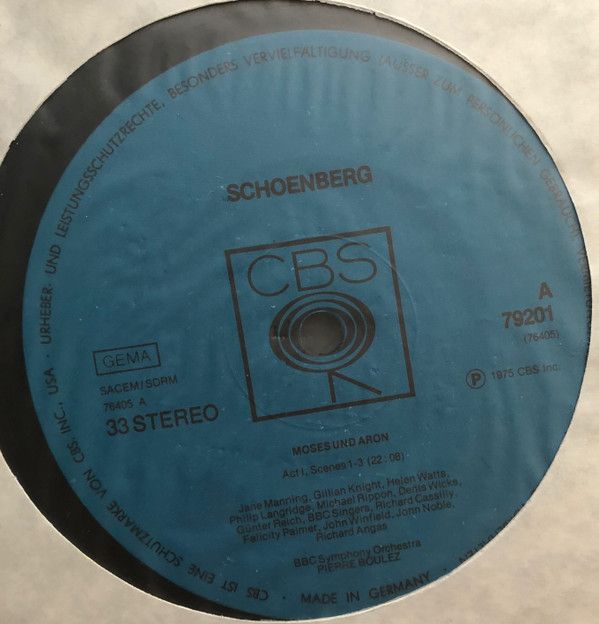 SCHOENBERG
CBS
GEMA
SACEM/SDRM
76405 A
33 STEREO
A
79201
(76405)
℗ 1975 CBS Inc.
MOSES UND ARON
Act I, Scenes 1-3 (22:08)
Jane Manning, Gillian Knight, Helen Watts,
Philip Langridge, Michael Rippon, Denis Wicke,
Günter Reich, BBC Singers, Richard Cassilly,
Felicity Palmer, John Winfield, John Noble,
Richard Angas
BBC Symphony Orchestra
PIERRE BOULEZ
CBS IST EINE SCHUTZMARKE VON CBS, INC., USA · URHEBER- UND LEISTUNGSSCHUTZRECHTE, BESONDERS VERVIELFÄLTIGUNG (AUSSER ZUM PERSÖNLICHEN GEBRAUCH)
· MADE IN GERMANY ·